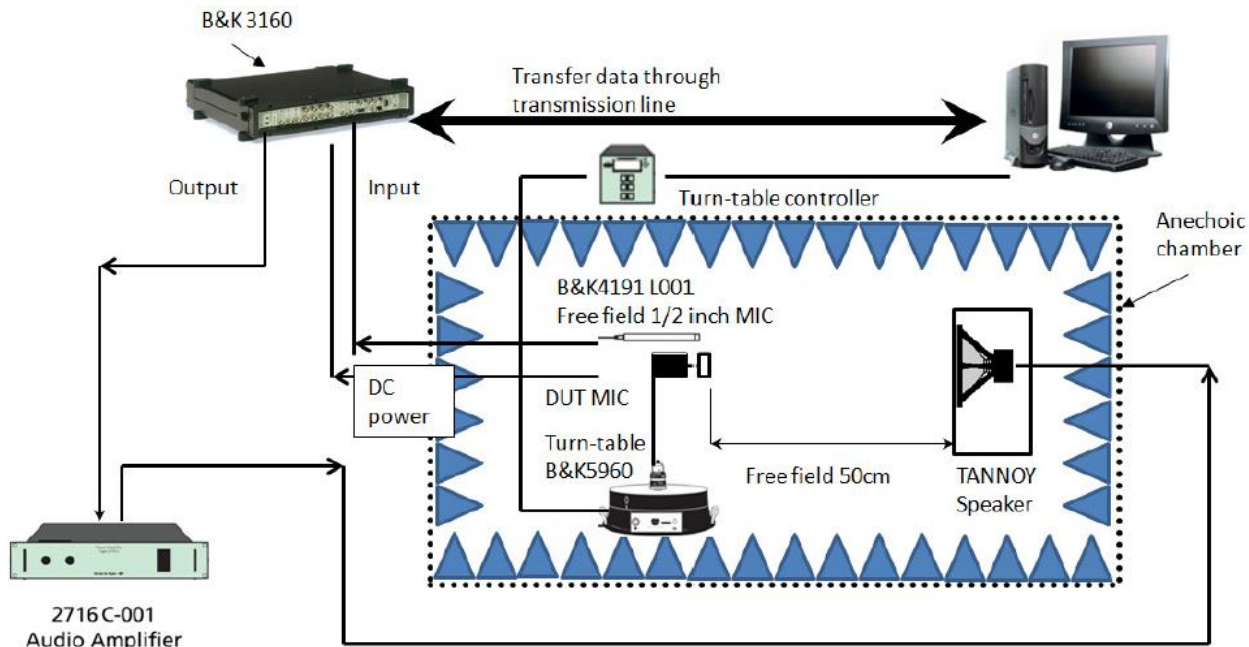 B&K 3160
Transfer data through
transmission line
Output
Input
Turn-table controller
Anechoic
chamber
B&K4191 L001
Free field 1/2 inch MIC
DC
power
DUT MIC
Turn-table
B&K5960
Free field 50cm
TANNOY
Speaker
2716 C-001
Audio Amplifier